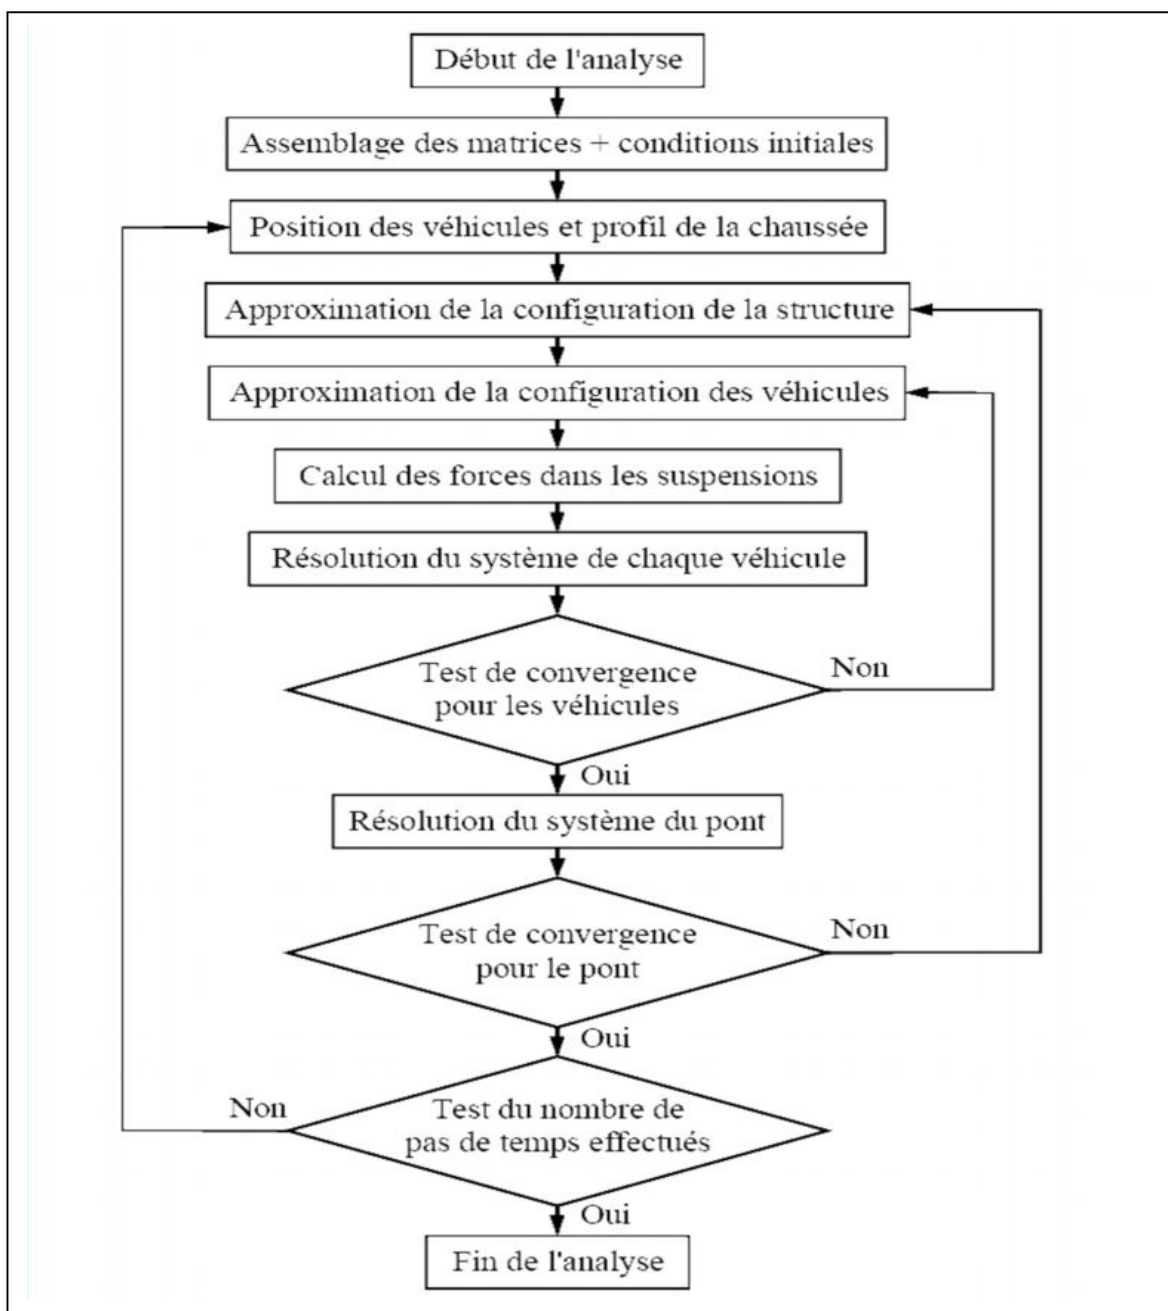 Début de l'analyse
Assemblage des matrices + conditions initiales
Position des véhicules et profil de la chaussée
Approximation de la configuration de la structure
Approximation de la configuration des véhicules
Calcul des forces dans les suspensions
Résolution du système de chaque véhicule
Test de convergence
pour les véhicules
Non
Oui
Résolution du système du pont
Test de convergence
pour le pont
Non
Oui
Non
Test du nombre de
pas de temps effectués
Oui
Fin de l'analyse